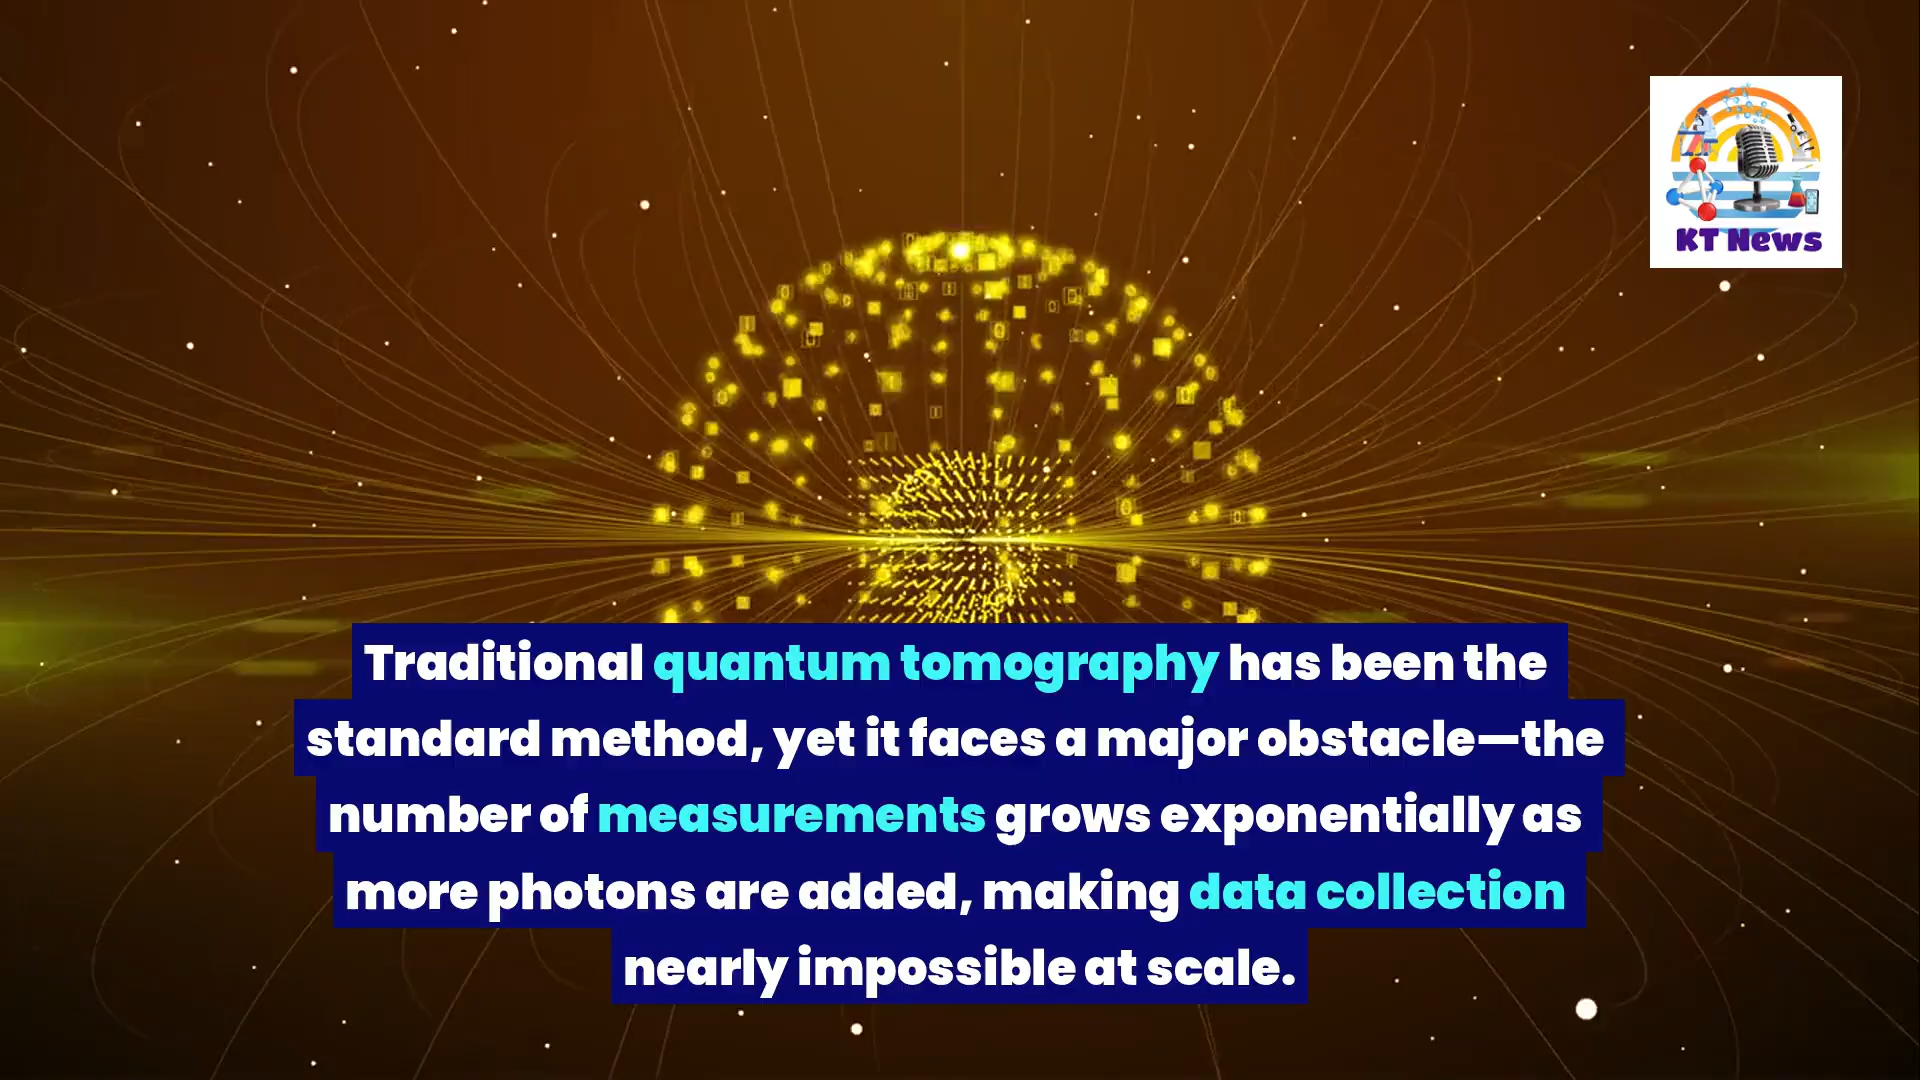 KT News
Traditional quantum tomography has been the
standard method, yet it faces a major obstacle—the
number of measurements grows exponentially as
more photons are added, making data collection
nearly impossible at scale.